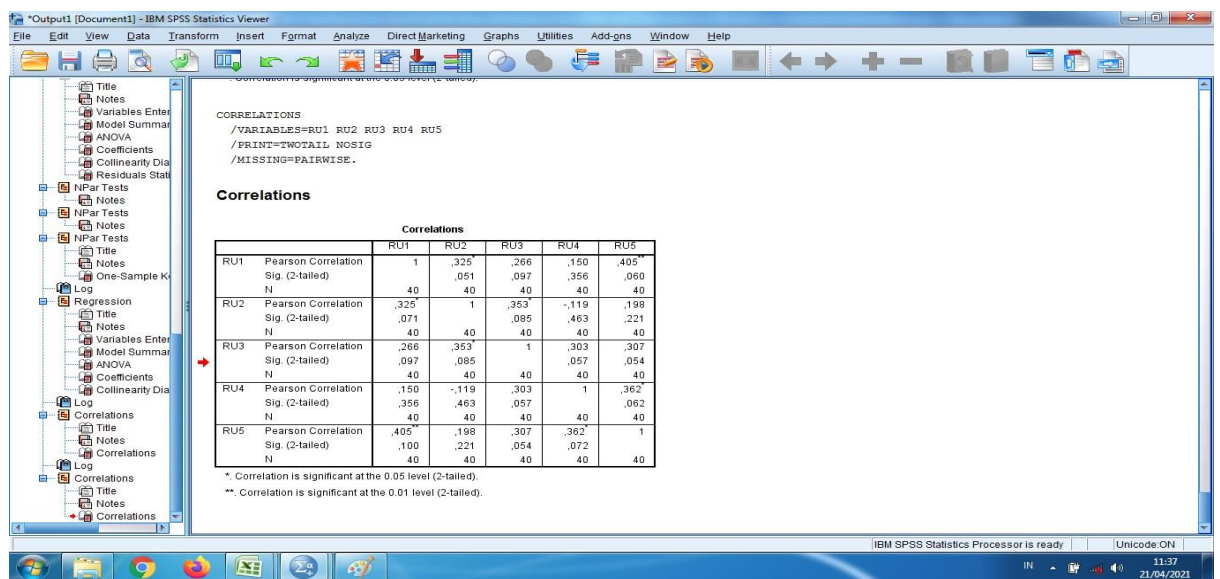 *Output1 [Document1] - IBM SPSS Statistics Viewer
File Edit View Data Transform Insert Format Analyze Direct Marketing Graphs Utilities Add-ons Window Help
Title
Notes
Variables Enter
Model Summar
ANOVA
Coefficients
Collinearity Dia
Residuals Stati
NPar Tests
Notes
NPar Tests
Notes
NPar Tests
Title
Notes
One-Sample K
Log
Regression
Title
Notes
Variables Enter
Model Summar
ANOVA
Coefficients
Collinearity Dia
Log
Correlations
Title
Notes
Correlations
Log
Correlations
Title
Notes
Correlations
*. Correlation is significant at the 0.05 level (2-tailed).
CORRELATIONS
/VARIABLES=RU1 RU2 RU3 RU4 RU5
/PRINT=TWOTAIL NOSIG
/MISSING=PAIRWISE.
Correlations
Correlations
RU1 RU2 RU3 RU4 RU5
RU1 Pearson Correlation 1 ,325* ,266 ,150 ,405**
Sig. (2-tailed) ,051 ,097 ,356 ,060
N 40 40 40 40 40
RU2 Pearson Correlation ,325* 1 ,353* -,119 ,198
Sig. (2-tailed) ,071 ,085 ,463 ,221
N 40 40 40 40 40
RU3 Pearson Correlation ,266 ,353* 1 ,303 ,307
Sig. (2-tailed) ,097 ,085 ,057 ,054
N 40 40 40 40 40
RU4 Pearson Correlation ,150 -,119 ,303 1 ,362*
Sig. (2-tailed) ,356 ,463 ,057 ,062
N 40 40 40 40 40
RU5 Pearson Correlation ,405** ,198 ,307 ,362* 1
Sig. (2-tailed) ,100 ,221 ,054 ,072
N 40 40 40 40 40
*. Correlation is significant at the 0.05 level (2-tailed).
**. Correlation is significant at the 0.01 level (2-tailed).
IBM SPSS Statistics Processor is ready Unicode:ON
IN 11:37
21/04/2021